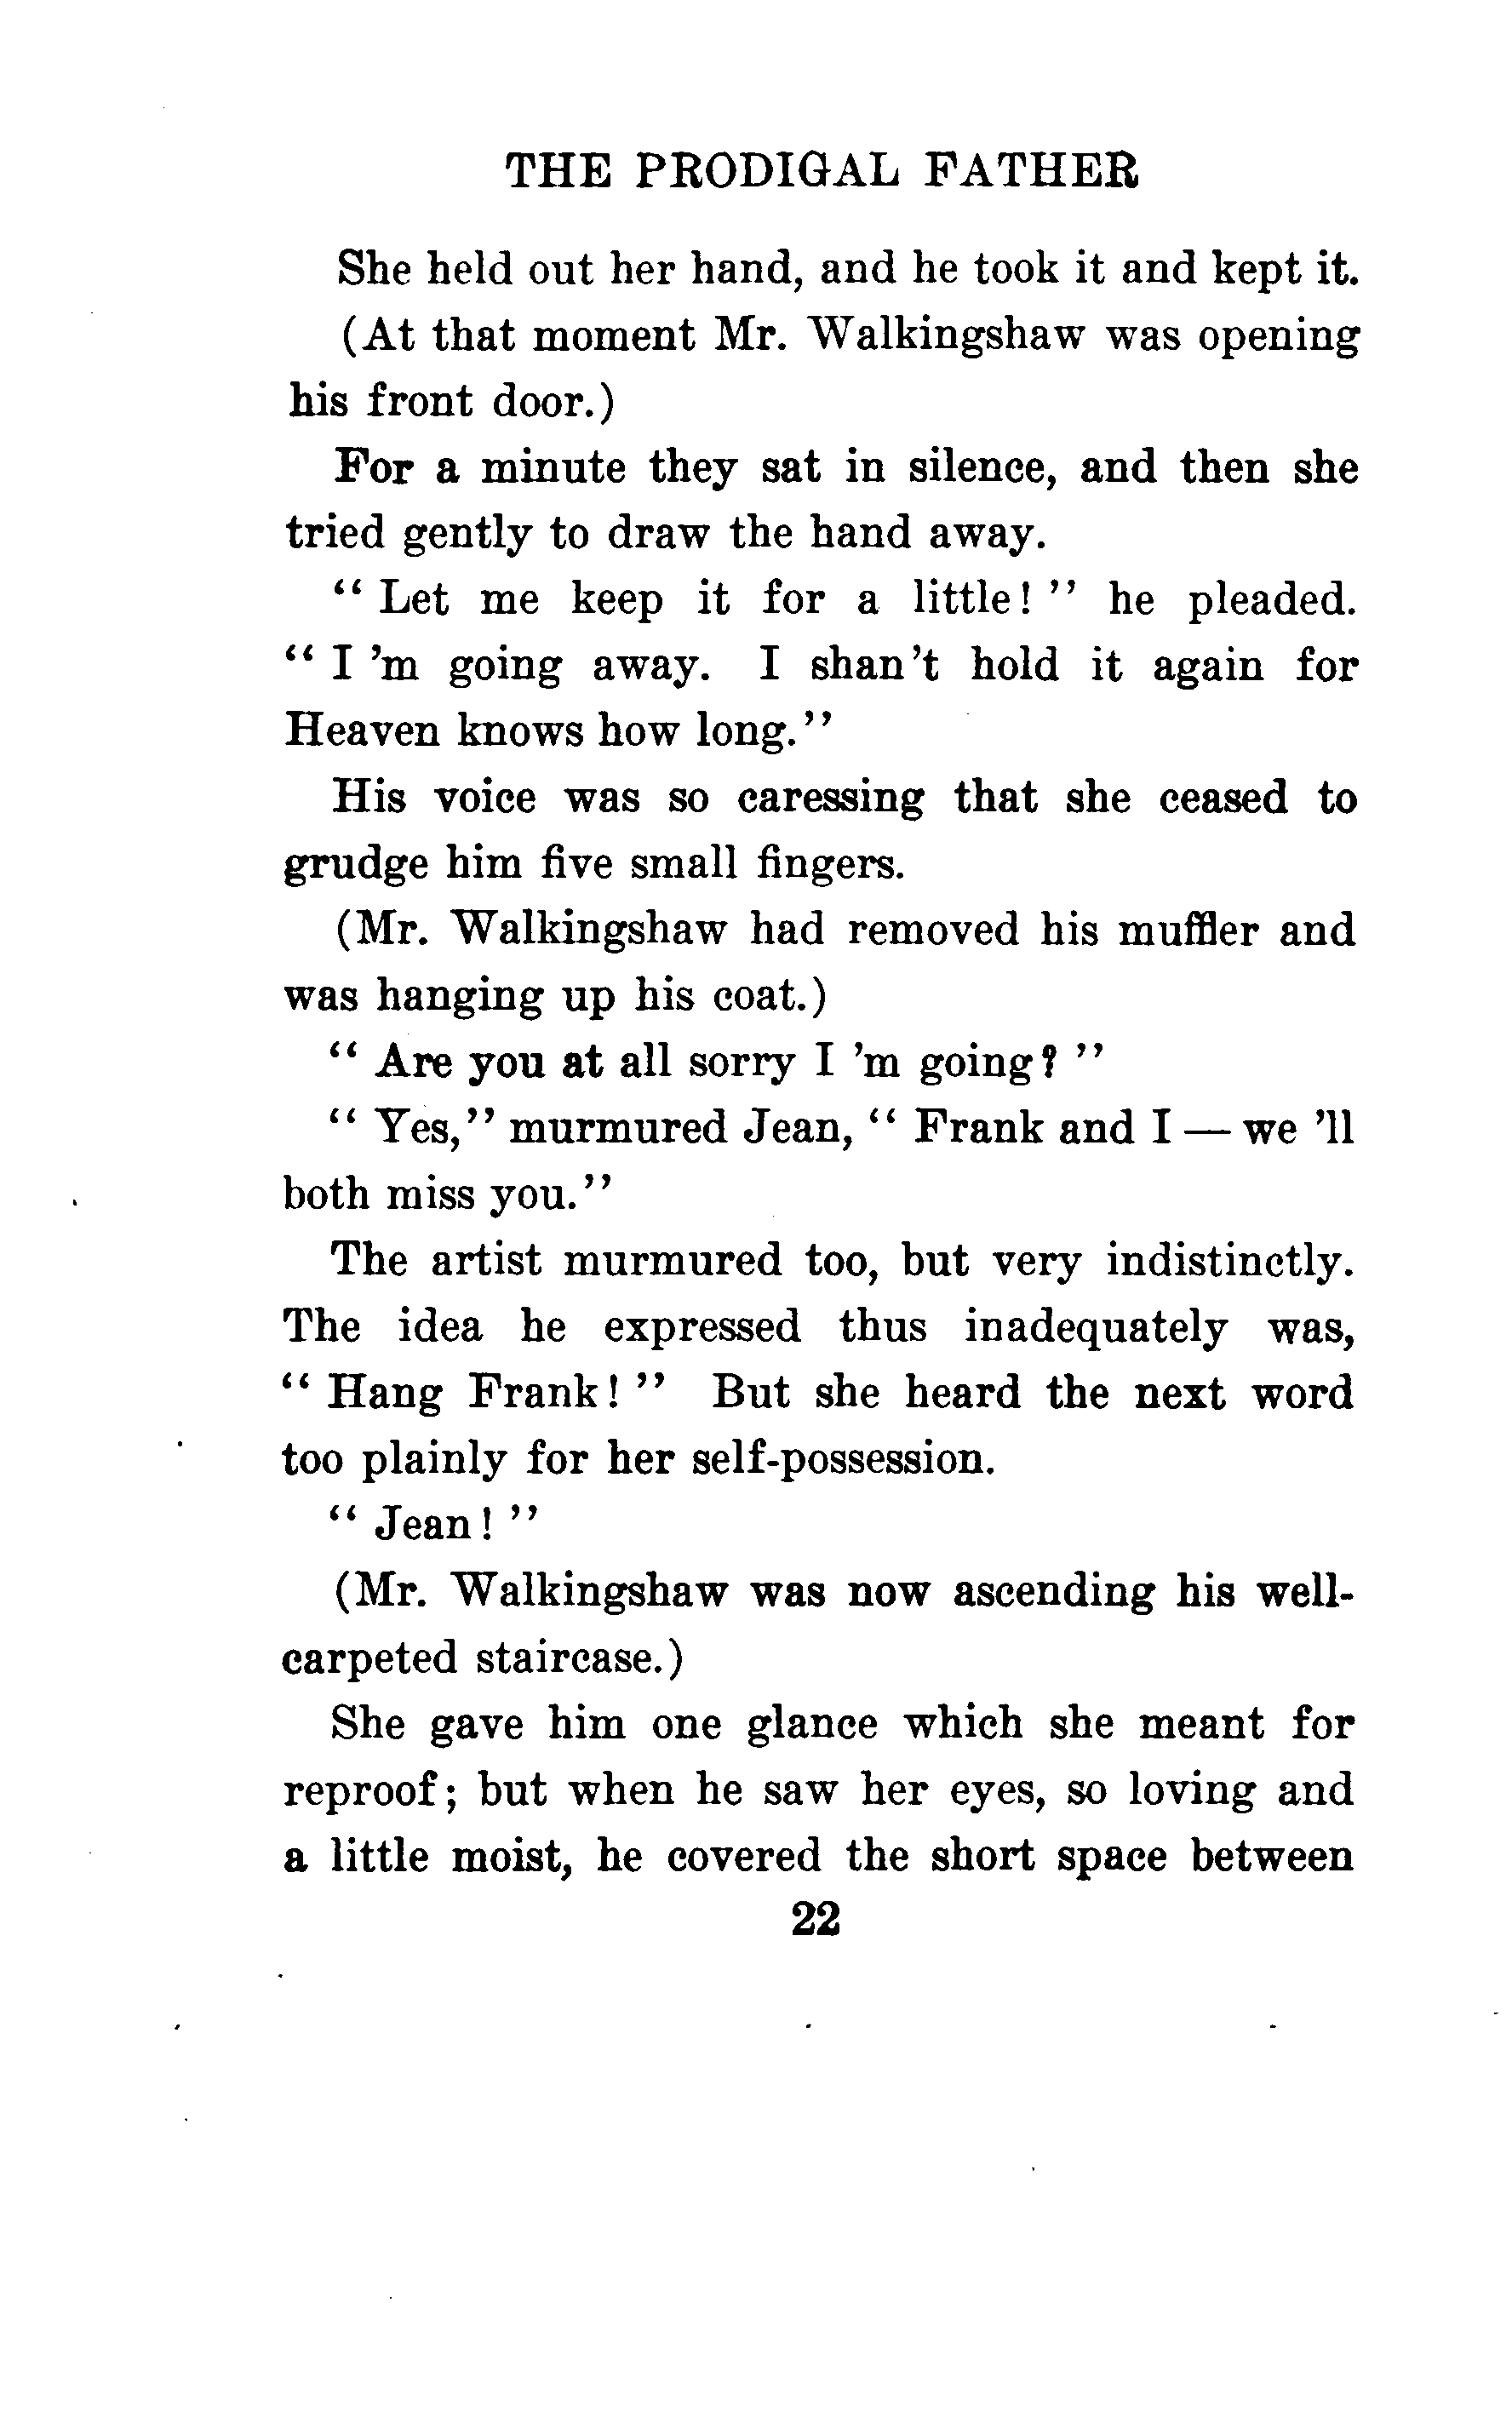 THE PRODIGAL FATHER
She held out her hand, and he took it and kept it.
(At that moment Mr. Walkingshaw was opening
his front door.)
For a minute they sat in silence, and then she
tried gently to draw the hand away.
“ Let me keep it for a little! ” he pleaded.
“ I ’m going away. I shan’t hold it again for
Heaven knows how long.”
His voice was so caressing that she ceased to
grudge him five small fingers.
(Mr. Walkingshaw had removed his muffler and
was hanging up his coat.)
“ Are you at all sorry I ’m going? ”
“ Yes,” murmured Jean, “ Frank and I — we ’ll
both miss you.”
The artist murmured too, but very indistinctly.
The idea he expressed thus inadequately was,
“ Hang Frank! ” But she heard the next word
too plainly for her self-possession.
“ Jean! ”
(Mr. Walkingshaw was now ascending his well-
carpeted staircase.)
She gave him one glance which she meant for
reproof; but when he saw her eyes, so loving and
a little moist, he covered the short space between
22